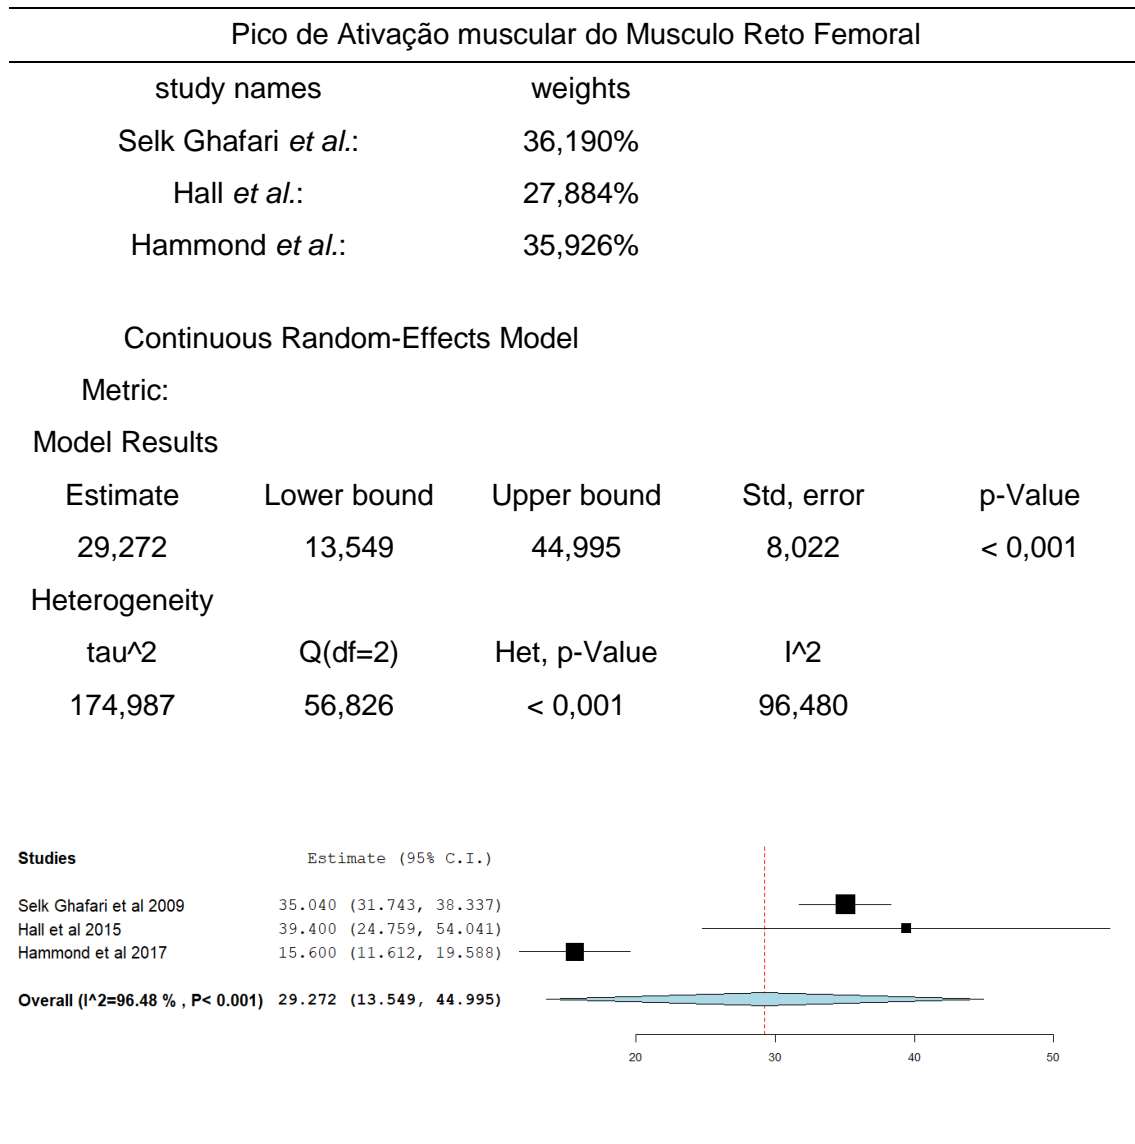 Pico de Ativação muscular do Musculo Reto Femoral
study names weights
Selk Ghafari et al.: 36,190%
Hall et al.: 27,884%
Hammond et al.: 35,926%
Continuous Random-Effects Model
Metric:
Model Results
Estimate Lower bound Upper bound Std, error p-Value
29,272 13,549 44,995 8,022 < 0,001
Heterogeneity
tau^2 Q(df=2) Het, p-Value I^2
174,987 56,826 < 0,001 96,480
Studies Estimate (95% C.I.)
Selk Ghafari et al 2009 35.040 (31.743, 38.337)
Hall et al 2015 39.400 (24.759, 54.041)
Hammond et al 2017 15.600 (11.612, 19.588)
Overall (I^2=96.48 % , P< 0.001) 29.272 (13.549, 44.995)
20 30 40 50